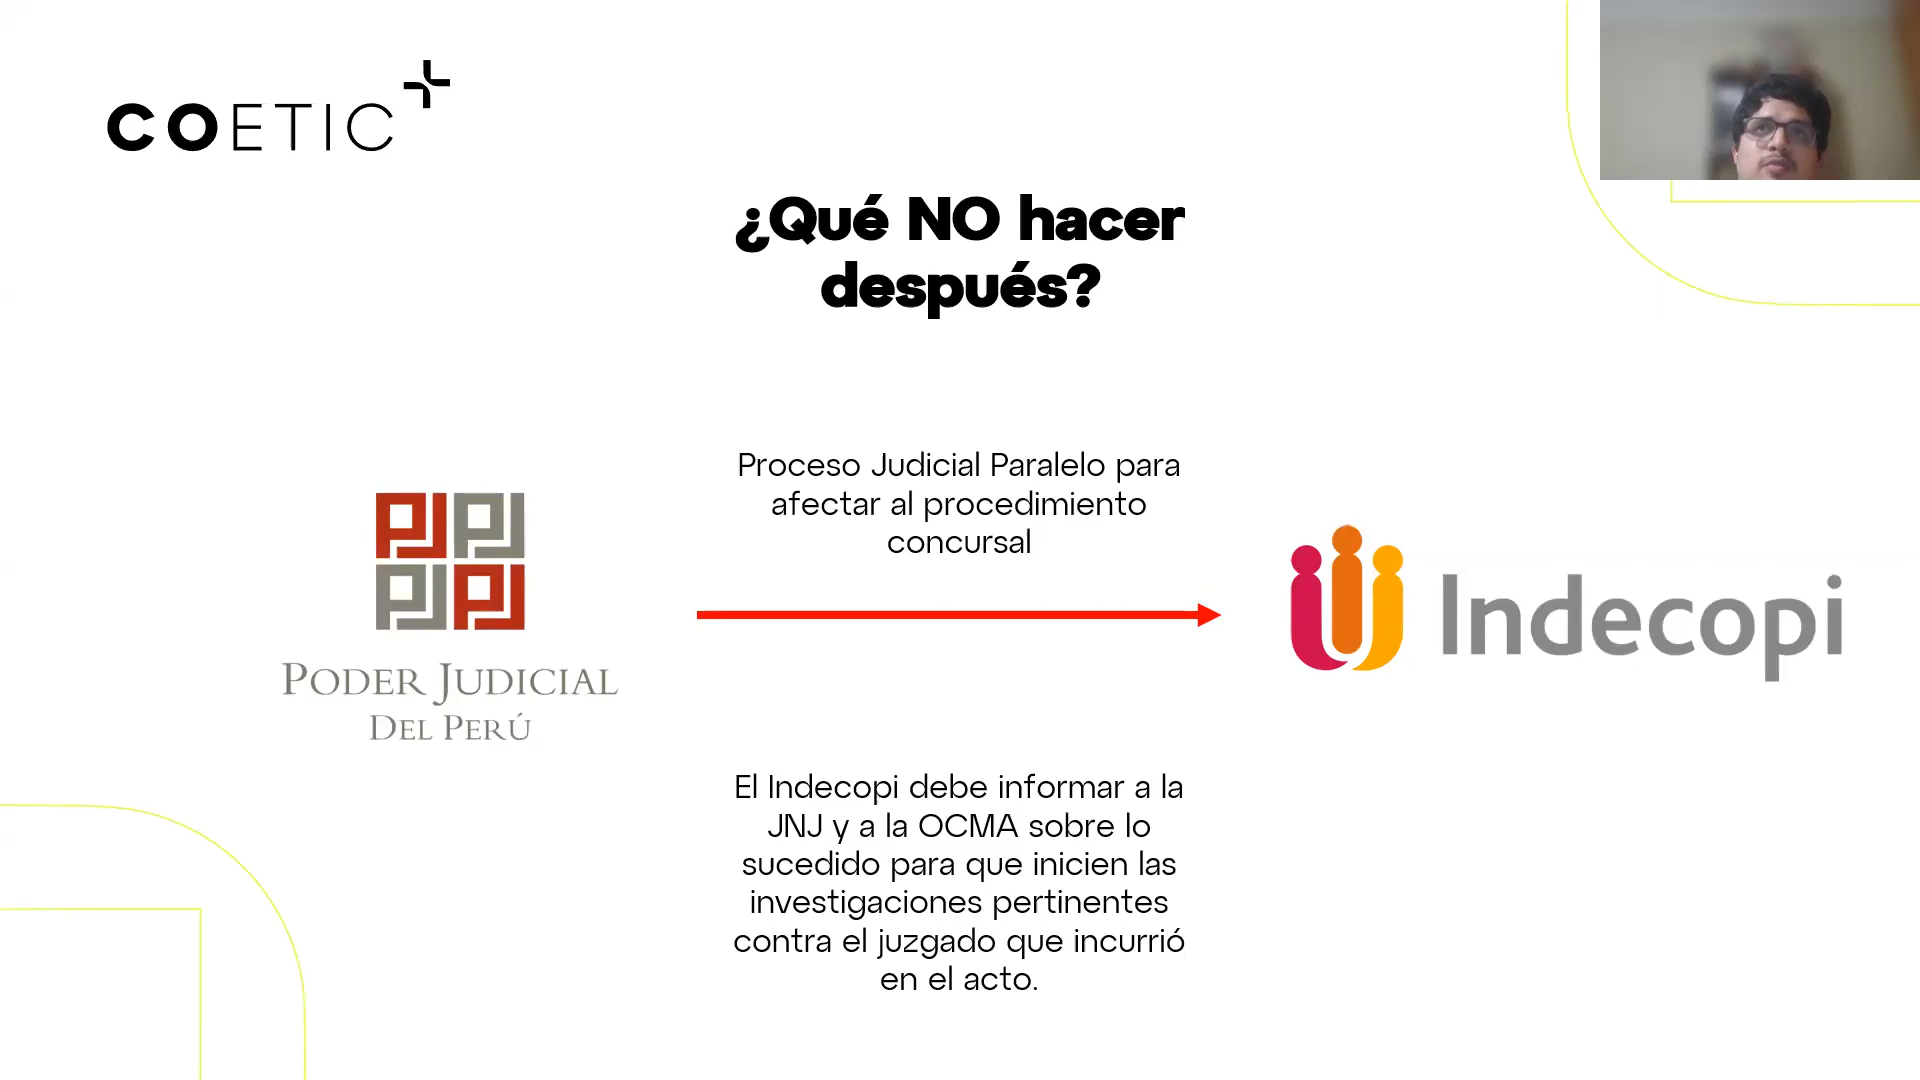 COETIC
¿Qué NO hacer
después?
Proceso Judicial Paralelo para
afectar al procedimiento
concursal
PODER JUDICIAL
DEL PERÚ
Indecopi
El Indecopi debe informar a la
JNJ y a la OCMA sobre lo
sucedido para que inicien las
investigaciones pertinentes
contra el juzgado que incurrió
en el acto.